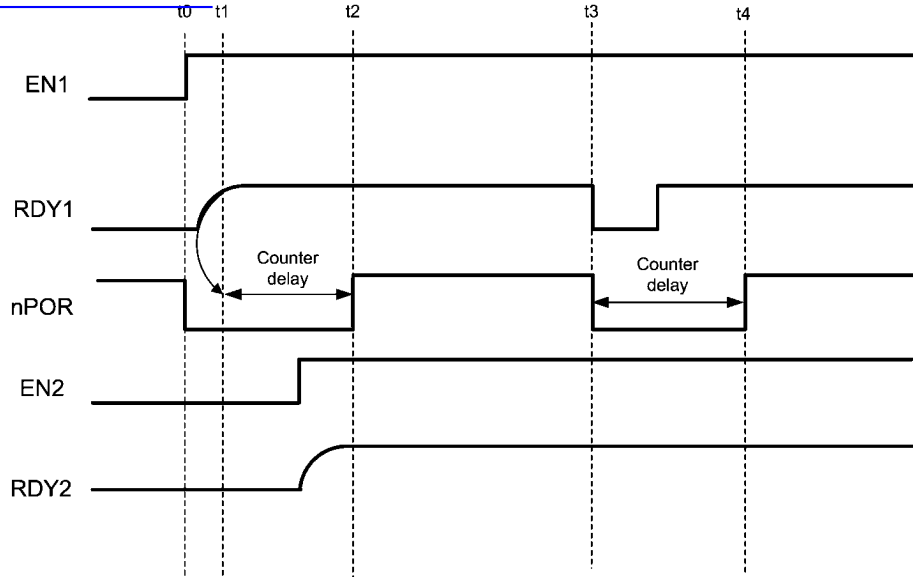 t0 t1 t2 t3 t4
EN1
RDY1
Counter
delay
Counter
delay
nPOR
EN2
RDY2